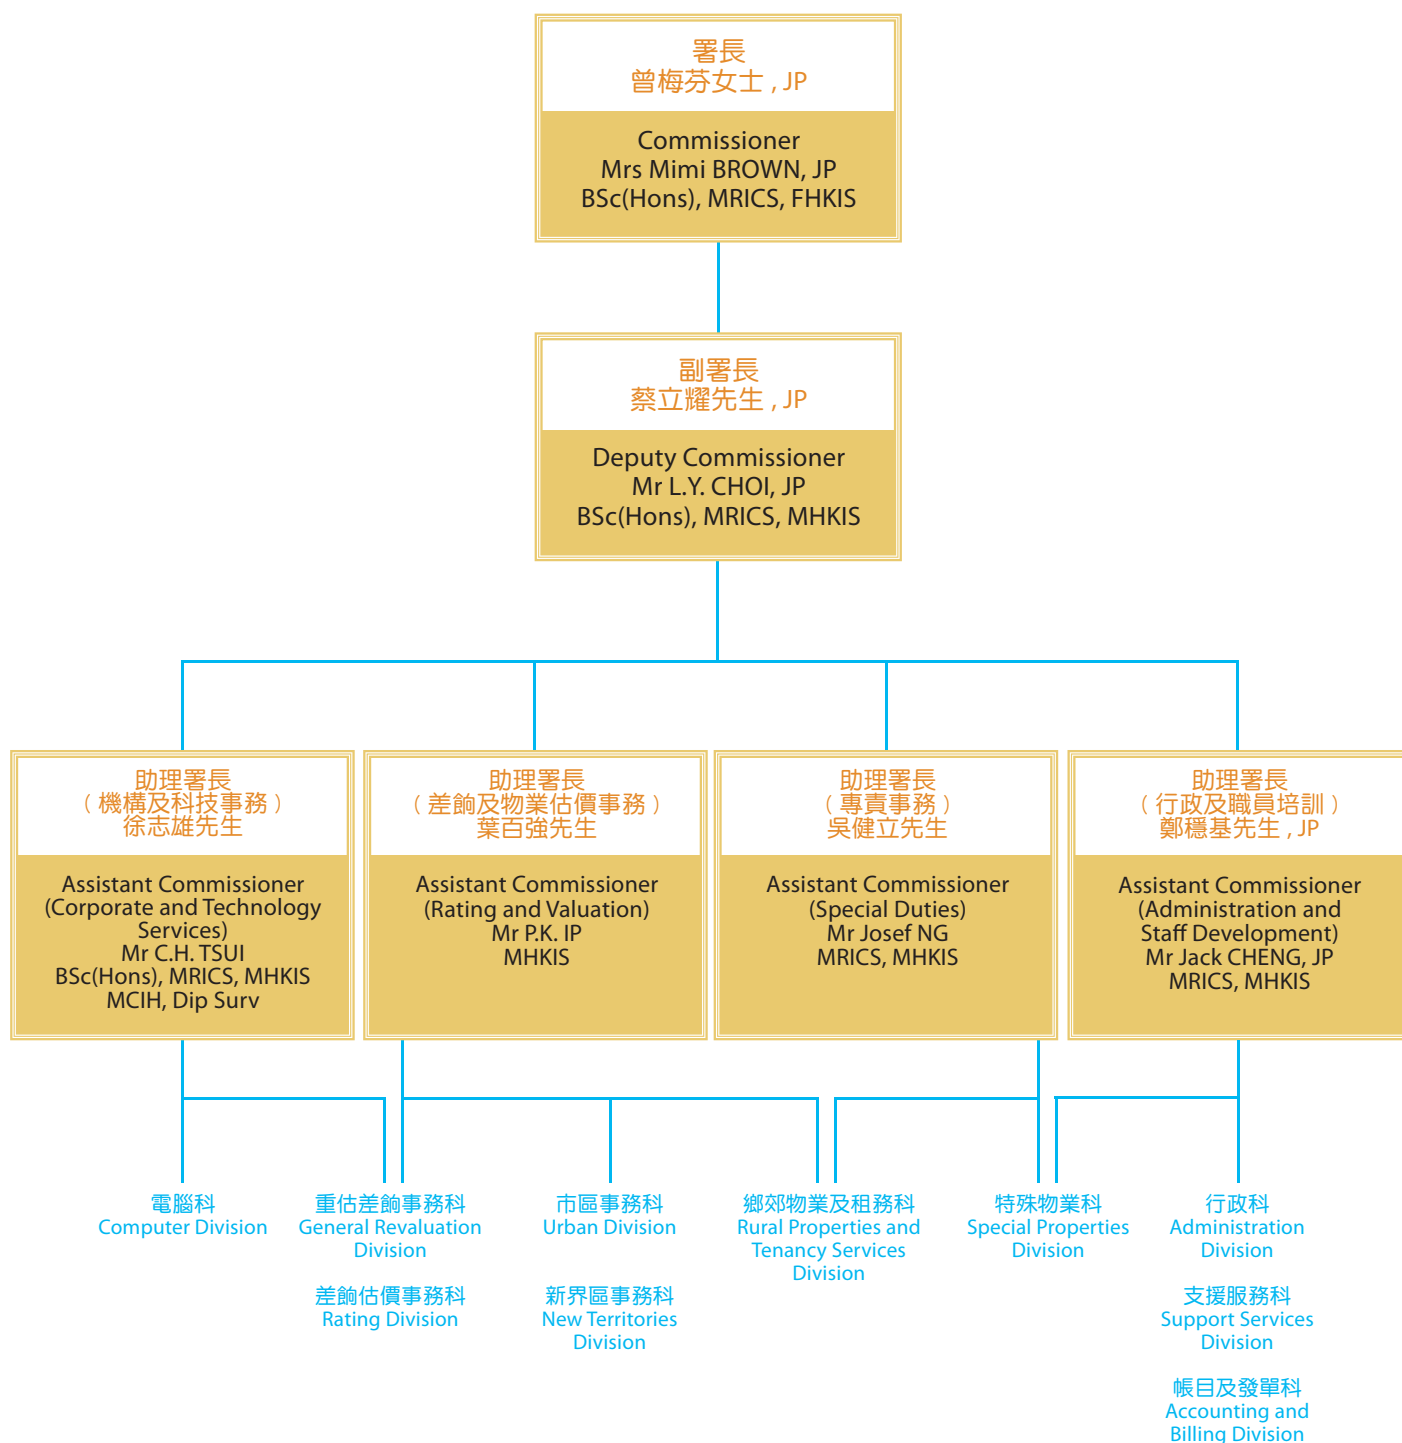 署長
曾梅芬女士 , JP
Commissioner
Mrs Mimi BROWN, JP
BSc(Hons), MRICS, FHKIS
副署長
蔡立耀先生 , JP
Deputy Commissioner
Mr L.Y. CHOI, JP
BSc(Hons), MRICS, MHKIS
助理署長
（機構及科技事務）
徐志雄先生
Assistant Commissioner
(Corporate and Technology
Services)
Mr C.H. TSUI
BSc(Hons), MRICS, MHKIS
MCIH, Dip Surv
助理署長
（差餉及物業估價事務）
葉百強先生
Assistant Commissioner
(Rating and Valuation)
Mr P.K. IP
MHKIS
助理署長
（專責事務）
吳健立先生
Assistant Commissioner
(Special Duties)
Mr Josef NG
MRICS, MHKIS
助理署長
（行政及職員培訓）
鄭穩基先生 , JP
Assistant Commissioner
(Administration and
Staff Development)
Mr Jack CHENG, JP
MRICS, MHKIS
電腦科
Computer Division
重估差餉事務科
General Revaluation
Division
差餉估價事務科
Rating Division
市區事務科
Urban Division
新界區事務科
New Territories
Division
鄉郊物業及租務科
Rural Properties and
Tenancy Services
Division
特殊物業科
Special Properties
Division
行政科
Administration
Division
支援服務科
Support Services
Division
帳目及發單科
Accounting and
Billing Division